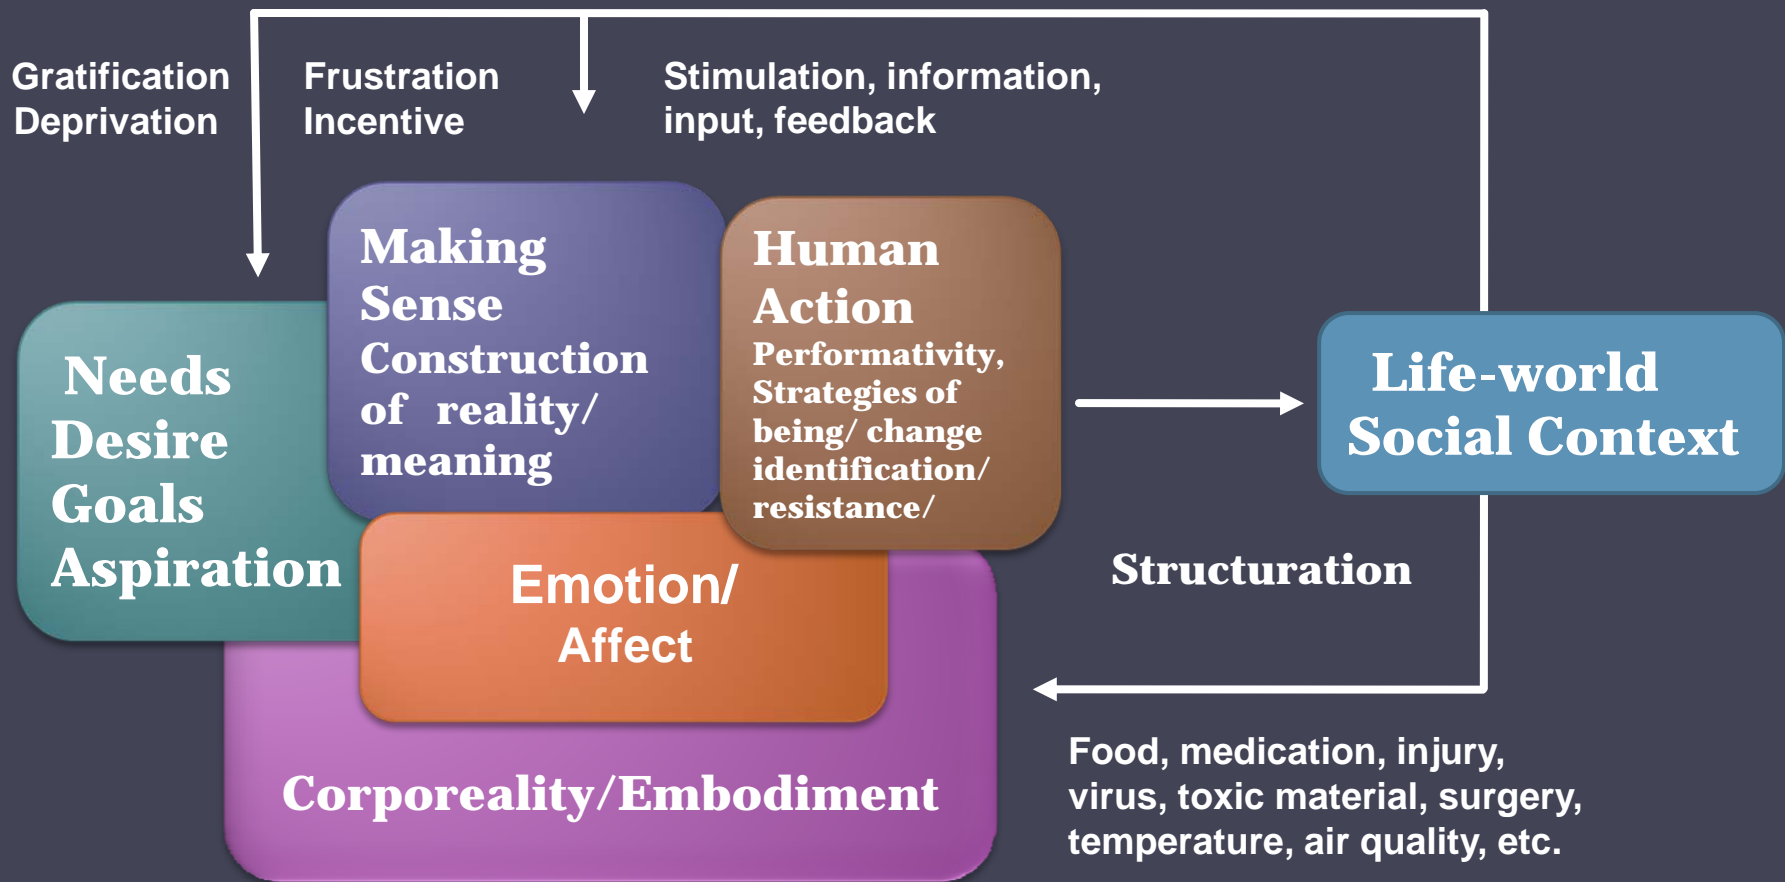 Gratification
Deprivation
Frustration
Incentive
Stimulation, information,
input, feedback
Needs
Desire
Goals
Aspiration
Making
Sense
Construction
of reality/
meaning
Human
Action
Performativity,
Strategies of
being/ change
identification/
resistance/
Life-world
Social Context
Emotion/
Affect
Structuration
Corporeality/Embodiment
Food, medication, injury,
virus, toxic material, surgery,
temperature, air quality, etc.